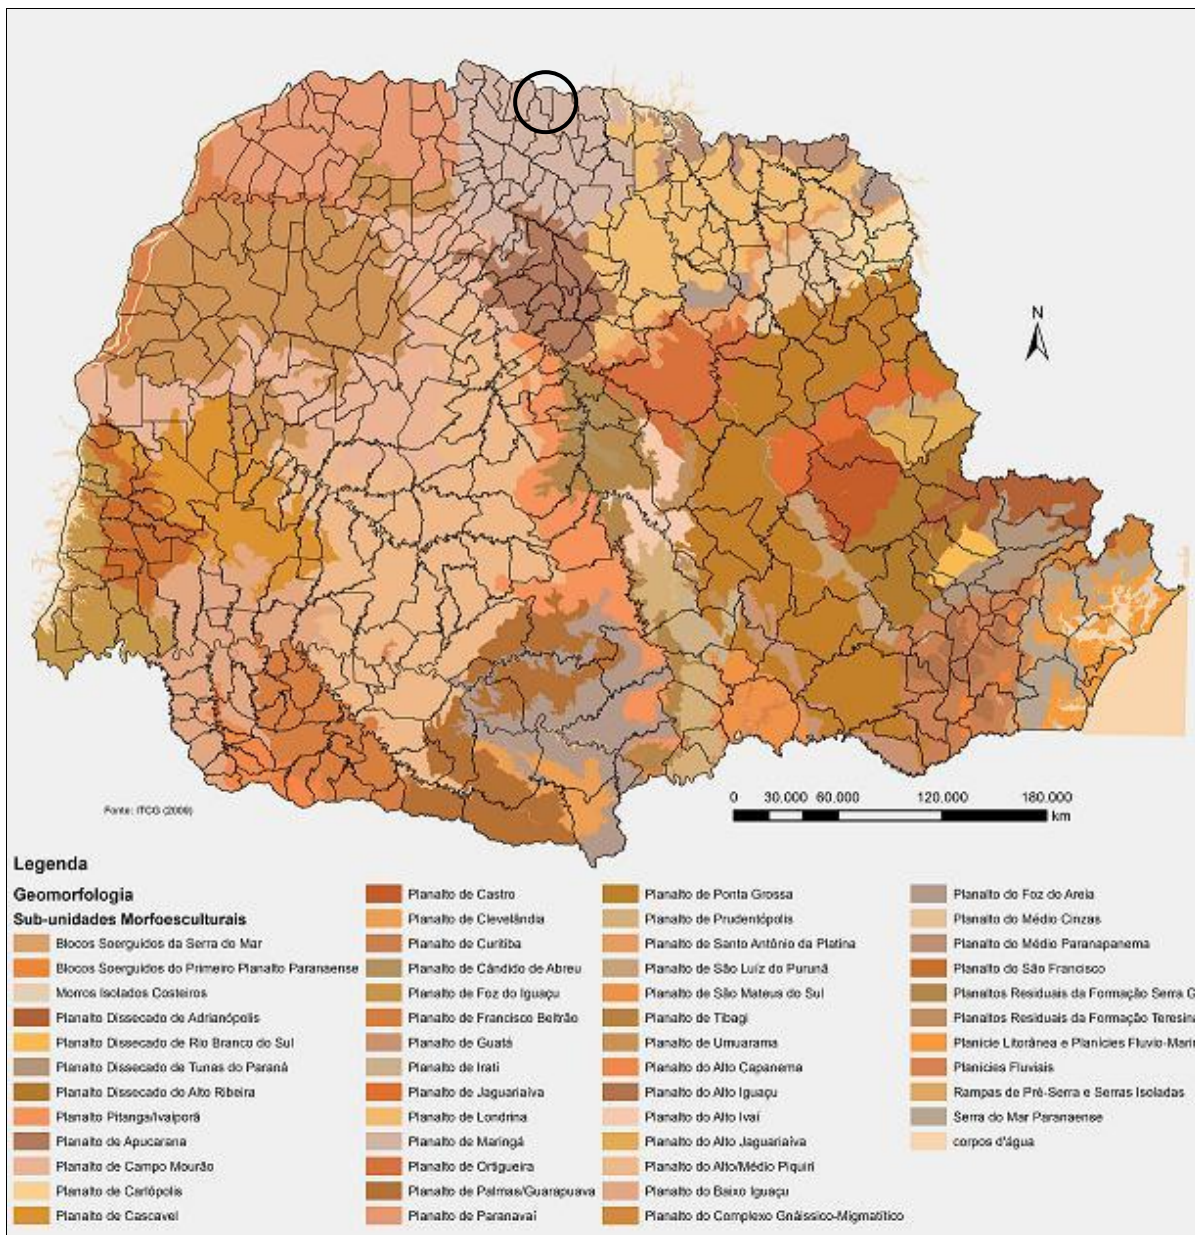 N
0 30.000 60.000 120.000 180.000
km
Fonte: ITCG (2009)
Legenda
Geomorfologia
Sub-unidades Morfoesculturais
Blocos Soerguidos da Serra do Mar
Blocos Soerguidos do Primeiro Planalto Paranaense
Morros Isolados Costeiros
Planalto Dissecado de Adrianópolis
Planalto Dissecado de Rio Branco do Sul
Planalto Dissecado de Tunas do Paraná
Planalto Dissecado do Alto Ribeira
Planalto Pitanga/Ivaiporã
Planalto de Apucarana
Planalto de Campo Mourão
Planalto de Carlópolis
Planalto de Cascavel
Planalto de Castro
Planalto de Clevelândia
Planalto de Curitiba
Planalto de Cândido de Abreu
Planalto de Foz do Iguaçu
Planalto de Francisco Beltrão
Planalto de Guatá
Planalto de Irati
Planalto de Jaguariaíva
Planalto de Londrina
Planalto de Maringá
Planalto de Ortigueira
Planalto de Palmas/Guarapuava
Planalto de Paranavaí
Planalto de Ponta Grossa
Planalto de Prudentópolis
Planalto de Santo Antônio da Platina
Planalto de São Luíz do Purunã
Planalto de São Mateus do Sul
Planalto de Tibagi
Planalto de Umuarama
Planalto do Alto Capanema
Planalto do Alto Iguaçu
Planalto do Alto Ivaí
Planalto do Alto Jaguariaíva
Planalto do Alto/Médio Piquiri
Planalto do Baixo Iguaçu
Planalto do Complexo Gnáissico-Migmatítico
Planalto do Foz do Areia
Planalto do Médio Cinzas
Planalto do Médio Paranapanema
Planalto do São Francisco
Planaltos Residuais da Formação Serra G
Planaltos Residuais da Formação Teresina
Planície Litorânea e Planícies Fluvio-Marin
Planícies Fluviais
Rampas de Pré-Serra e Serras Isoladas
Serra do Mar Paranaense
corpos d'água